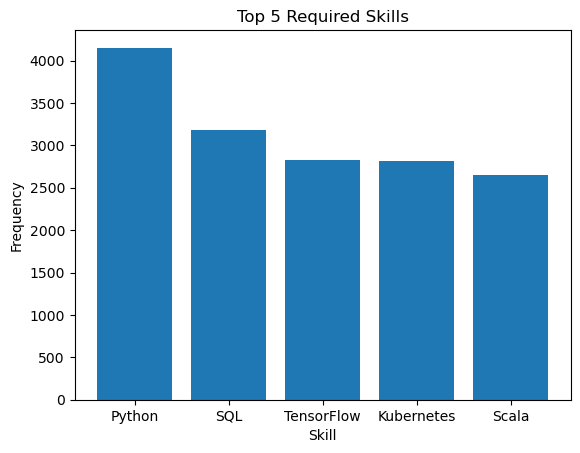 Top 5 Required Skills
4000
3500
3000
2500
2000
1500
1000
500
0
Frequency
Python SQL TensorFlow Kubernetes Scala
Skill